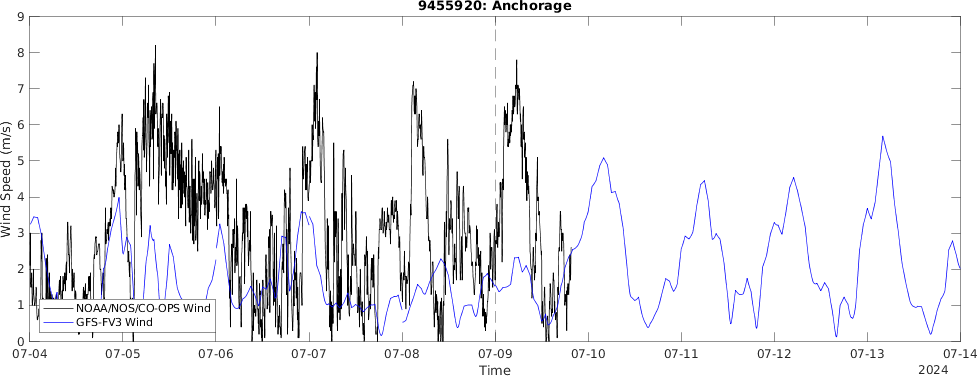 9455920: Anchorage
9
8
7
6
5
4
3
2
1
0
Wind Speed (m/s)
NOAA/NOS/CO-OPS Wind
GFS-FV3 Wind
07-04 07-05 07-06 07-07 07-08 07-09 07-10 07-11 07-12 07-13 07-14
Time
2024